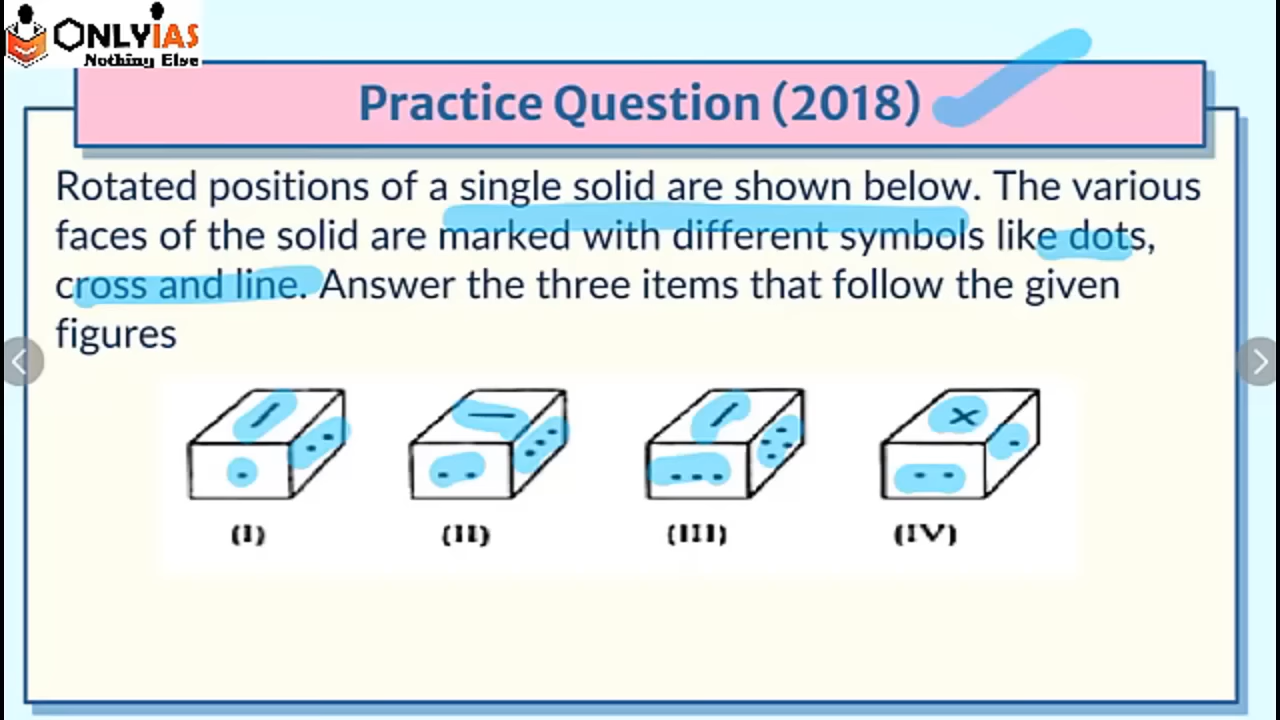 ONLYIAS
Nothing Else
Practice Question (2018)
Rotated positions of a single solid are shown below. The various
faces of the solid are marked with different symbols like dots,
cross and line. Answer the three items that follow the given
figures
(I) (II) (III) (IV)